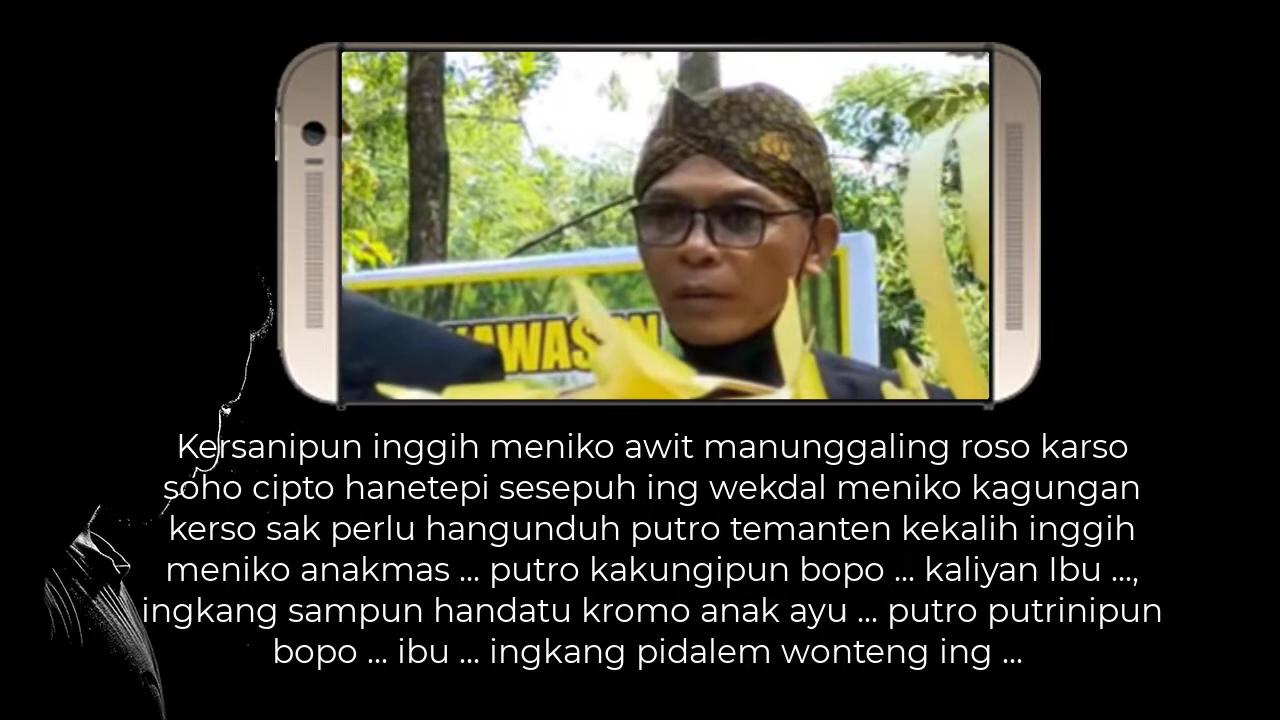 KAWASAN
Kersanipun inggih meniko awit manunggaling roso karso
soho cipto hanetepi sesepuh ing wekdal meniko kagungan
kerso sak perlu hangunduh putro temanten kekalih inggih
meniko anakmas ... putro kakungipun bopo ... kaliyan Ibu ...,
ingkang sampun handatu kromo anak ayu ... putro putrinipun
bopo ... ibu ... ingkang pidalem wonteng ing ...